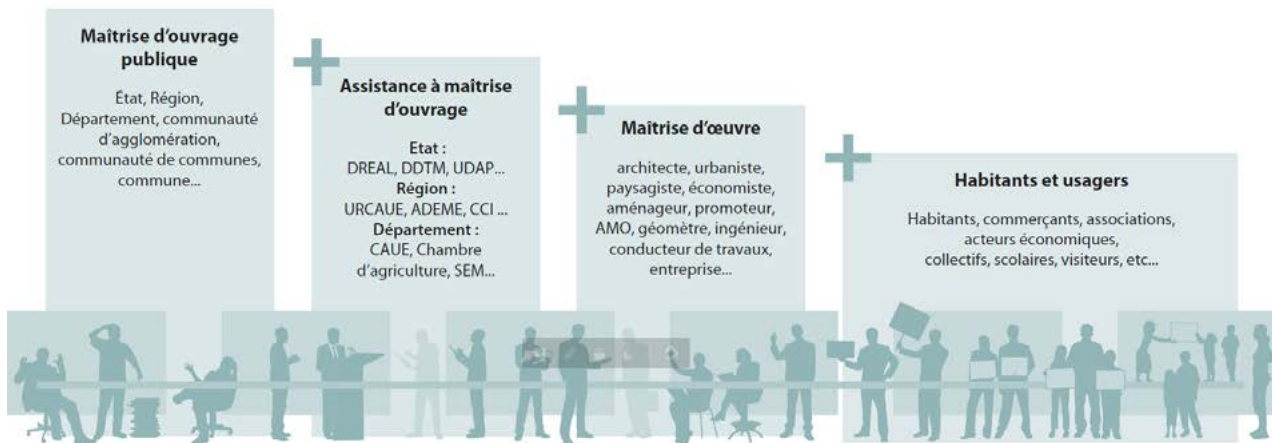 Maîtrise d'ouvrage
publique
État, Région,
Département, communauté
d'agglomération,
communauté de communes,
commune...
Assistance à maîtrise
d'ouvrage
Etat :
DREAL, DDTM, UDAP...
Région :
URCAUE, ADEME, CCI ...
Département :
CAUE, Chambre
d'agriculture, SEM...
Maîtrise d'œuvre
architecte, urbaniste,
paysagiste, économiste,
aménageur, promoteur,
AMO, géomètre, ingénieur,
conducteur de travaux,
entreprise...
Habitants et usagers
Habitants, commerçants, associations,
acteurs économiques,
collectifs, scolaires, visiteurs, etc...